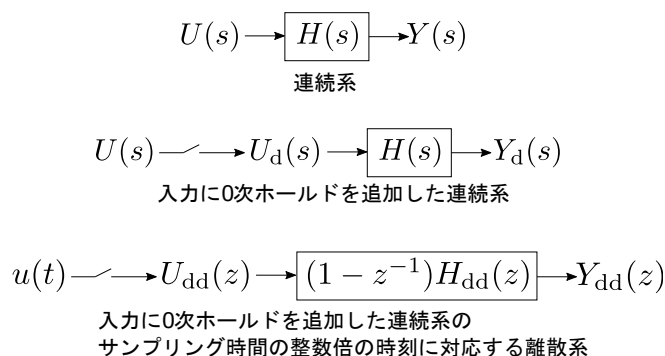 U(s) H(s) Y(s)
連続系
U(s) U_d(s) H(s) Y_d(s)
入力に0次ホールドを追加した連続系
u(t) U_dd(z) (1 − z^{-1})H_dd(z) Y_dd(z)
入力に0次ホールドを追加した連続系の
サンプリング時間の整数倍の時刻に対応する離散系